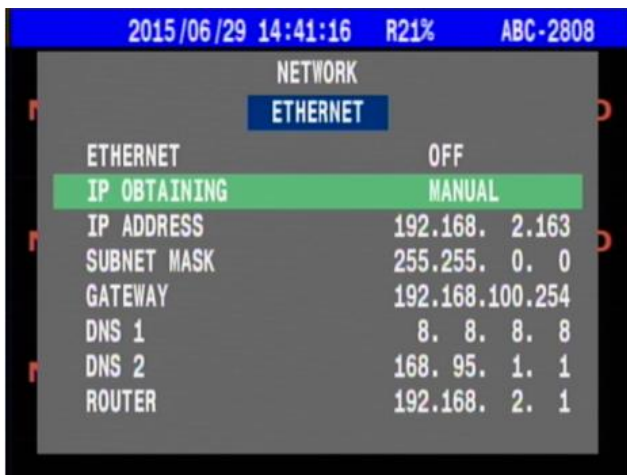 2015/06/29 14:41:16 R21% ABC-2808
NETWORK
ETHERNET
ETHERNET OFF
IP OBTAINING MANUAL
IP ADDRESS 192.168. 2.163
SUBNET MASK 255.255. 0. 0
GATEWAY 192.168.100.254
DNS 1 8. 8. 8. 8
DNS 2 168. 95. 1. 1
ROUTER 192.168. 2. 1